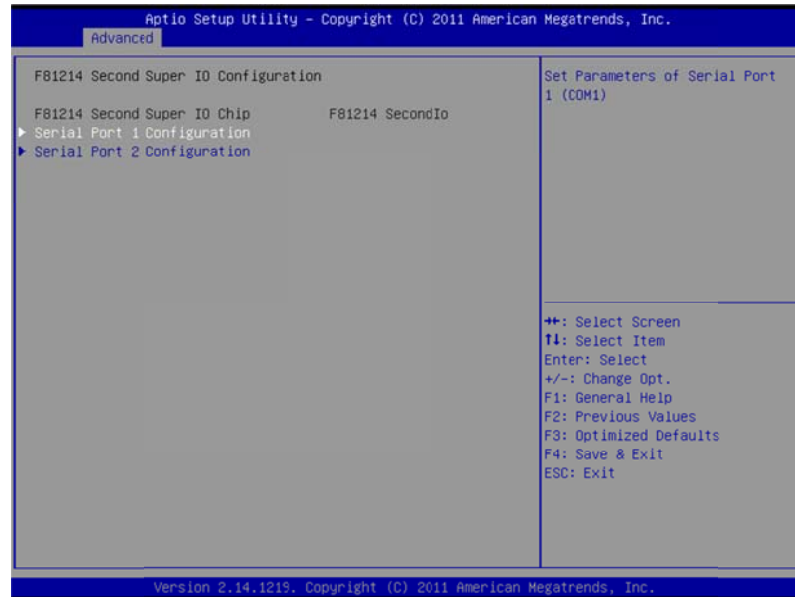 Aptio Setup Utility – Copyright (C) 2011 American Megatrends, Inc.
Advanced
F81214 Second Super IO Configuration
F81214 Second Super IO Chip F81214 SecondIo
▶ Serial Port 1 Configuration
▶ Serial Port 2 Configuration
Set Parameters of Serial Port
1 (COM1)
→←: Select Screen
↑↓: Select Item
Enter: Select
+/-: Change Opt.
F1: General Help
F2: Previous Values
F3: Optimized Defaults
F4: Save & Exit
ESC: Exit
Version 2.14.1219. Copyright (C) 2011 American Megatrends, Inc.